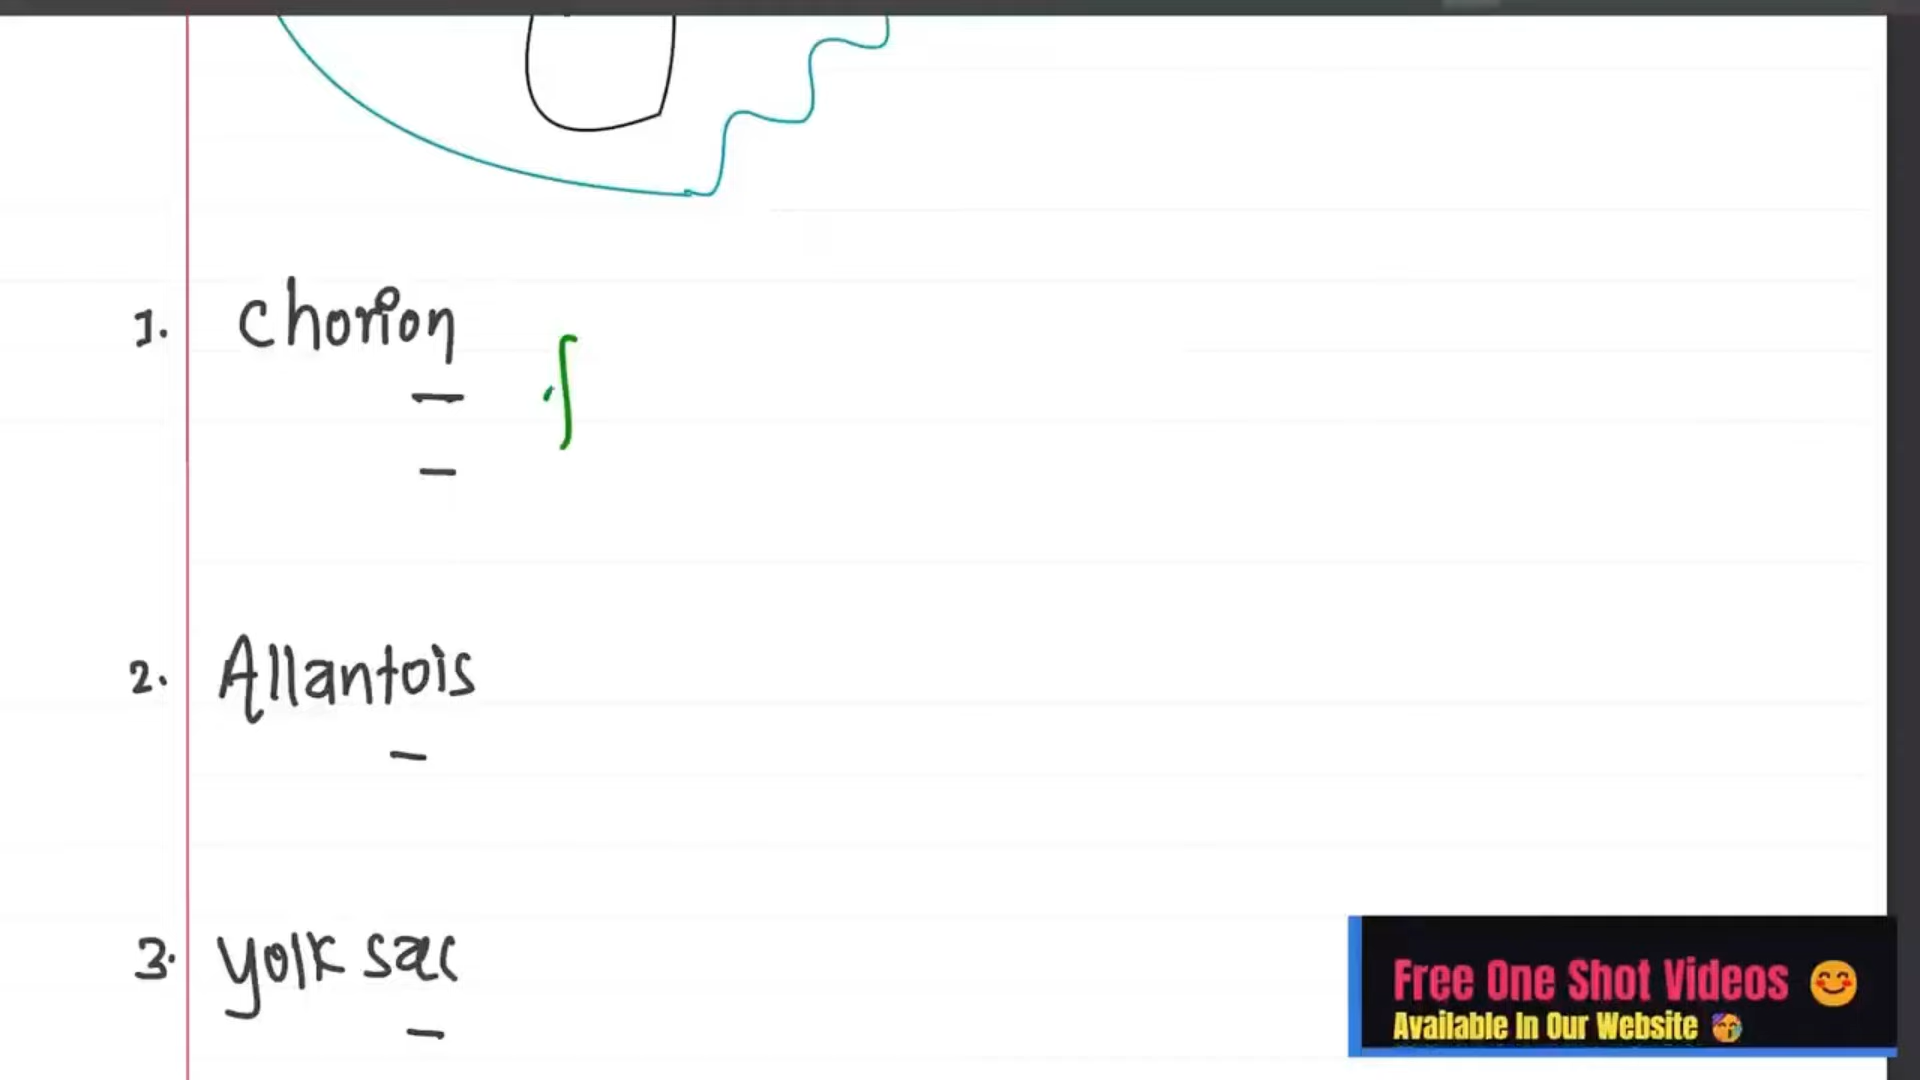 1. Chorion
2. Allantois
3. Yolk sac
Free One Shot Videos 😊
Available In Our Website 🥳